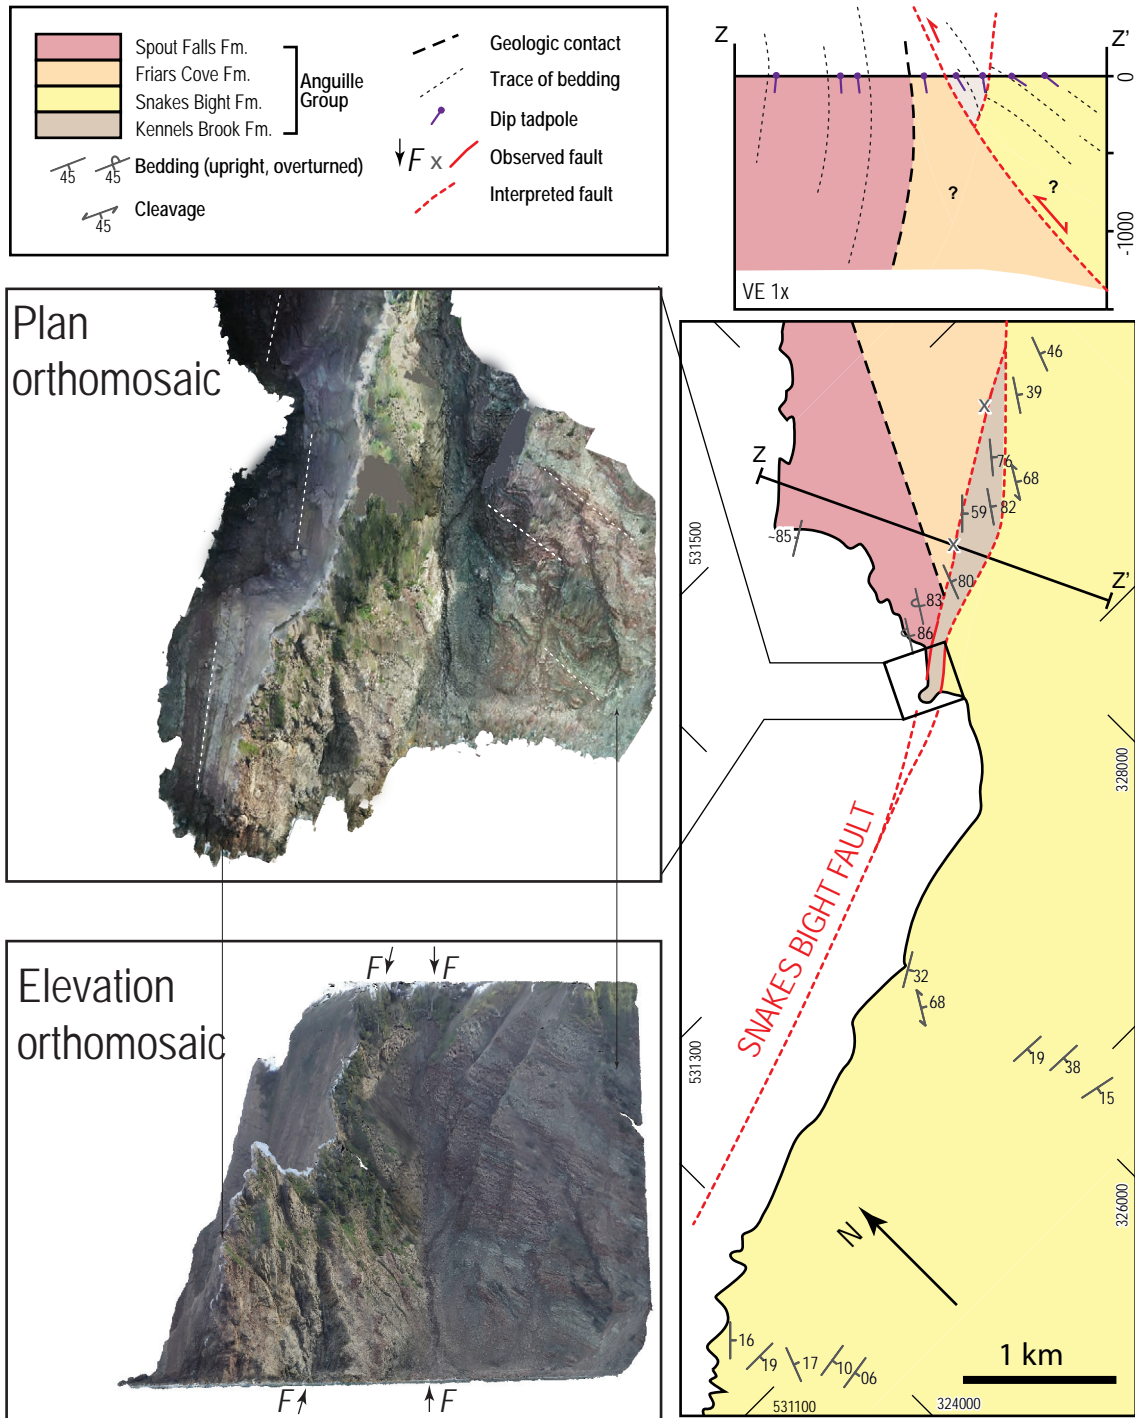 Spout Falls Fm.
Friars Cove Fm.
Snakes Bight Fm.
Kennels Brook Fm.
Anguille
Group
45 45 Bedding (upright, overturned)
45 Cleavage
Geologic contact
Trace of bedding
Dip tadpole
F x Observed fault
Interpreted fault
Z Z'
0
-1000
? ?
VE 1x
Plan
orthomosaic
Elevation
orthomosaic
F F
F F
46
39
76
68
59
82
Z
~85
80
Z'
83
86
x
x
531500
328000
SNAKES BIGHT FAULT
32
68
19
38
15
531300
326000
N
16
19
17
10
06
1 km
531100
324000